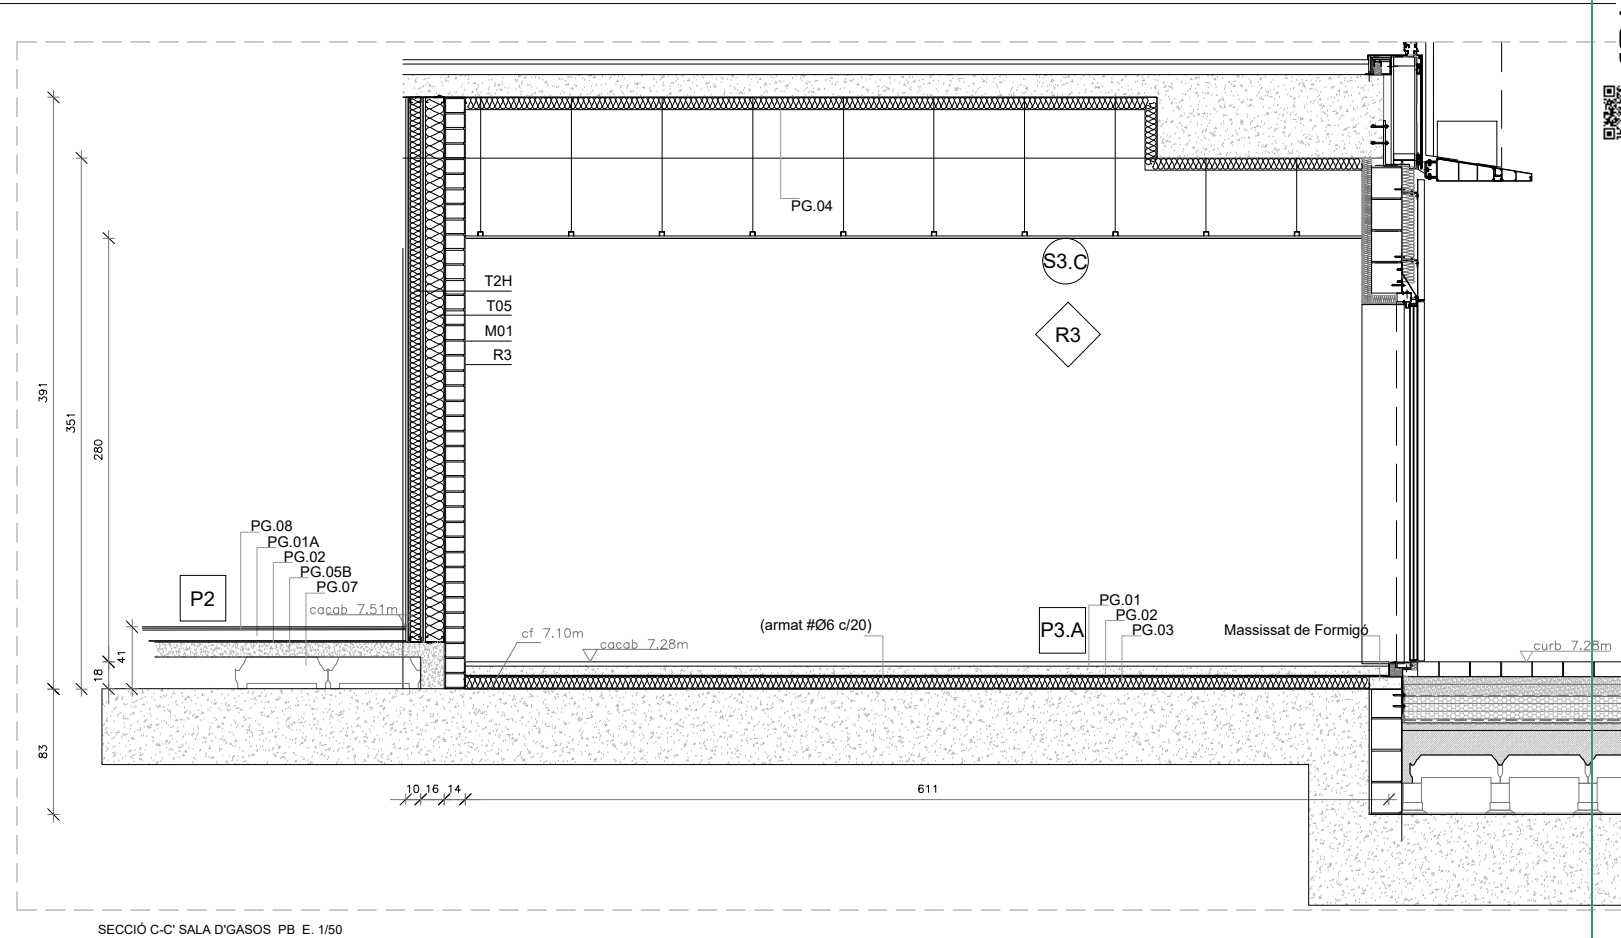 PG.04
S3.C
T2H
T05
R3
M01
R3
391
351
280
PG.08
PG.01A
PG.02
PG.05B
PG.07
P2
cacab 7.51m
PG.01
PG.02
PG.03
P3.A
(armat #Ø6 c/20)
Massissat de Formigó
cf 7.10m
cacab 7.28m
curb 7.28m
41
18
83
10 16 14
611
SECCIÓ C-C' SALA D'GASOS PB E. 1/50